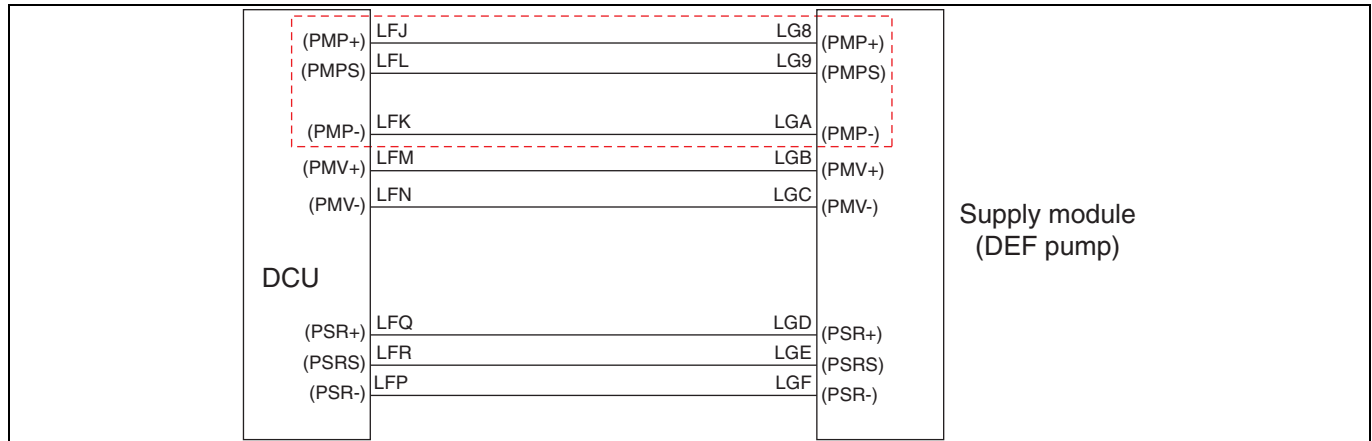 (PMP+) LFJ LG8 (PMP+)
(PMPS) LFL LG9 (PMPS)
(PMP-) LFK LGA (PMP-)
(PMV+) LFM LGB (PMV+)
(PMV-) LFN LGC (PMV-)
Supply module
(DEF pump)
DCU
(PSR+) LFQ LGD (PSR+)
(PSRS) LFR LGE (PSRS)
(PSR-) LFP LGF (PSR-)